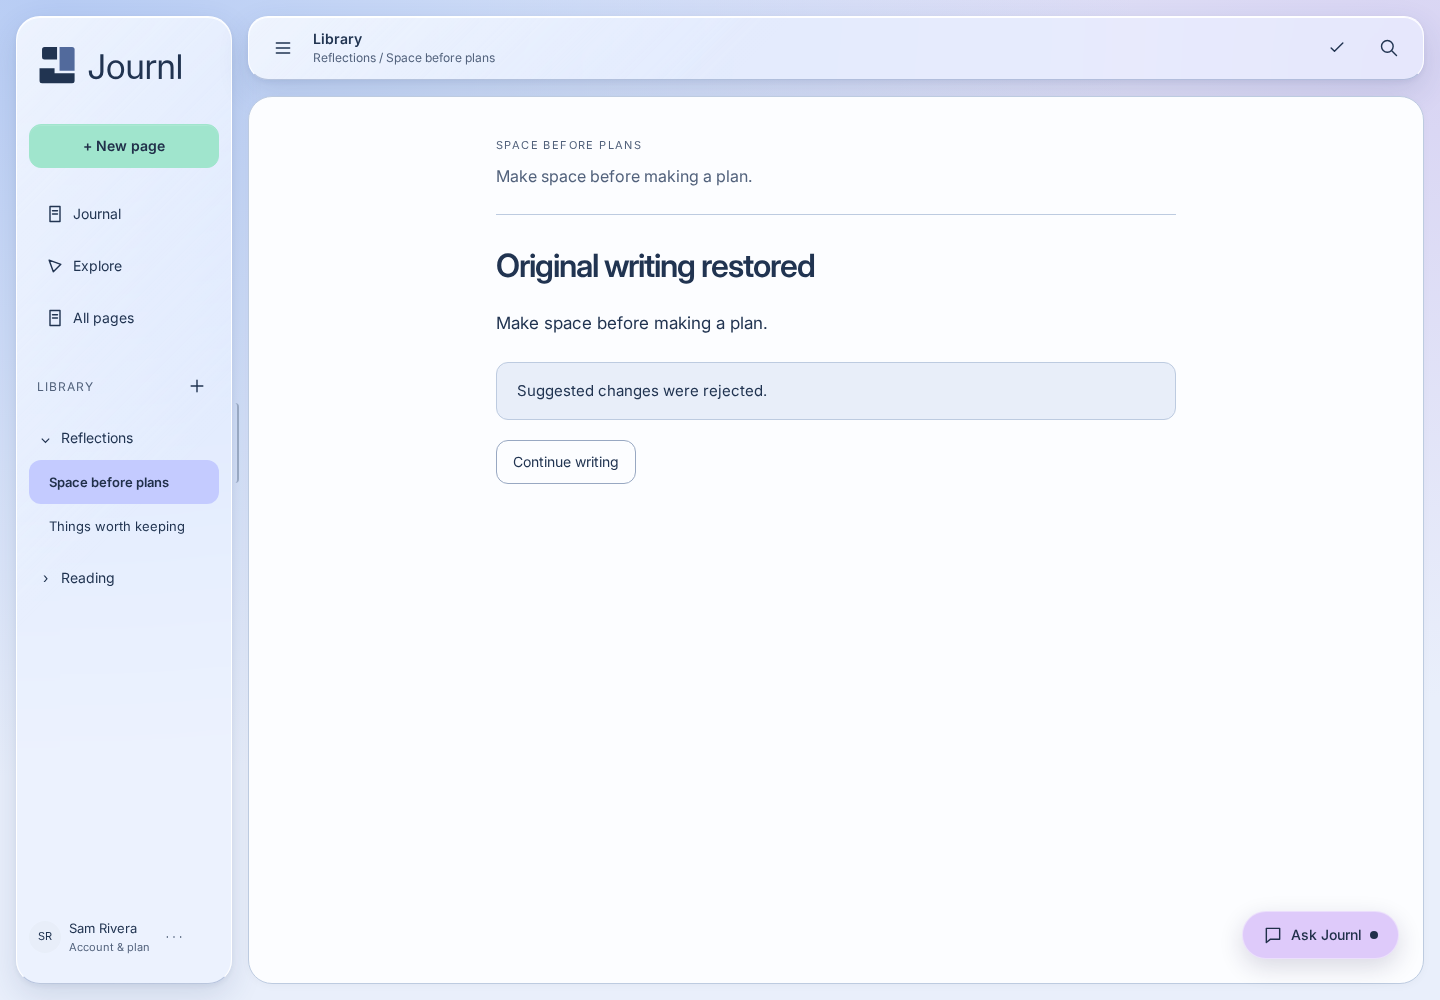 Journl
+ New page
Journal
Explore
All pages
LIBRARY
Reflections
Space before plans
Things worth keeping
Reading
SR
Sam Rivera
Account & plan
Library
Reflections / Space before plans
SPACE BEFORE PLANS
Make space before making a plan.
Original writing restored
Make space before making a plan.
Suggested changes were rejected.
Continue writing
Ask Journl